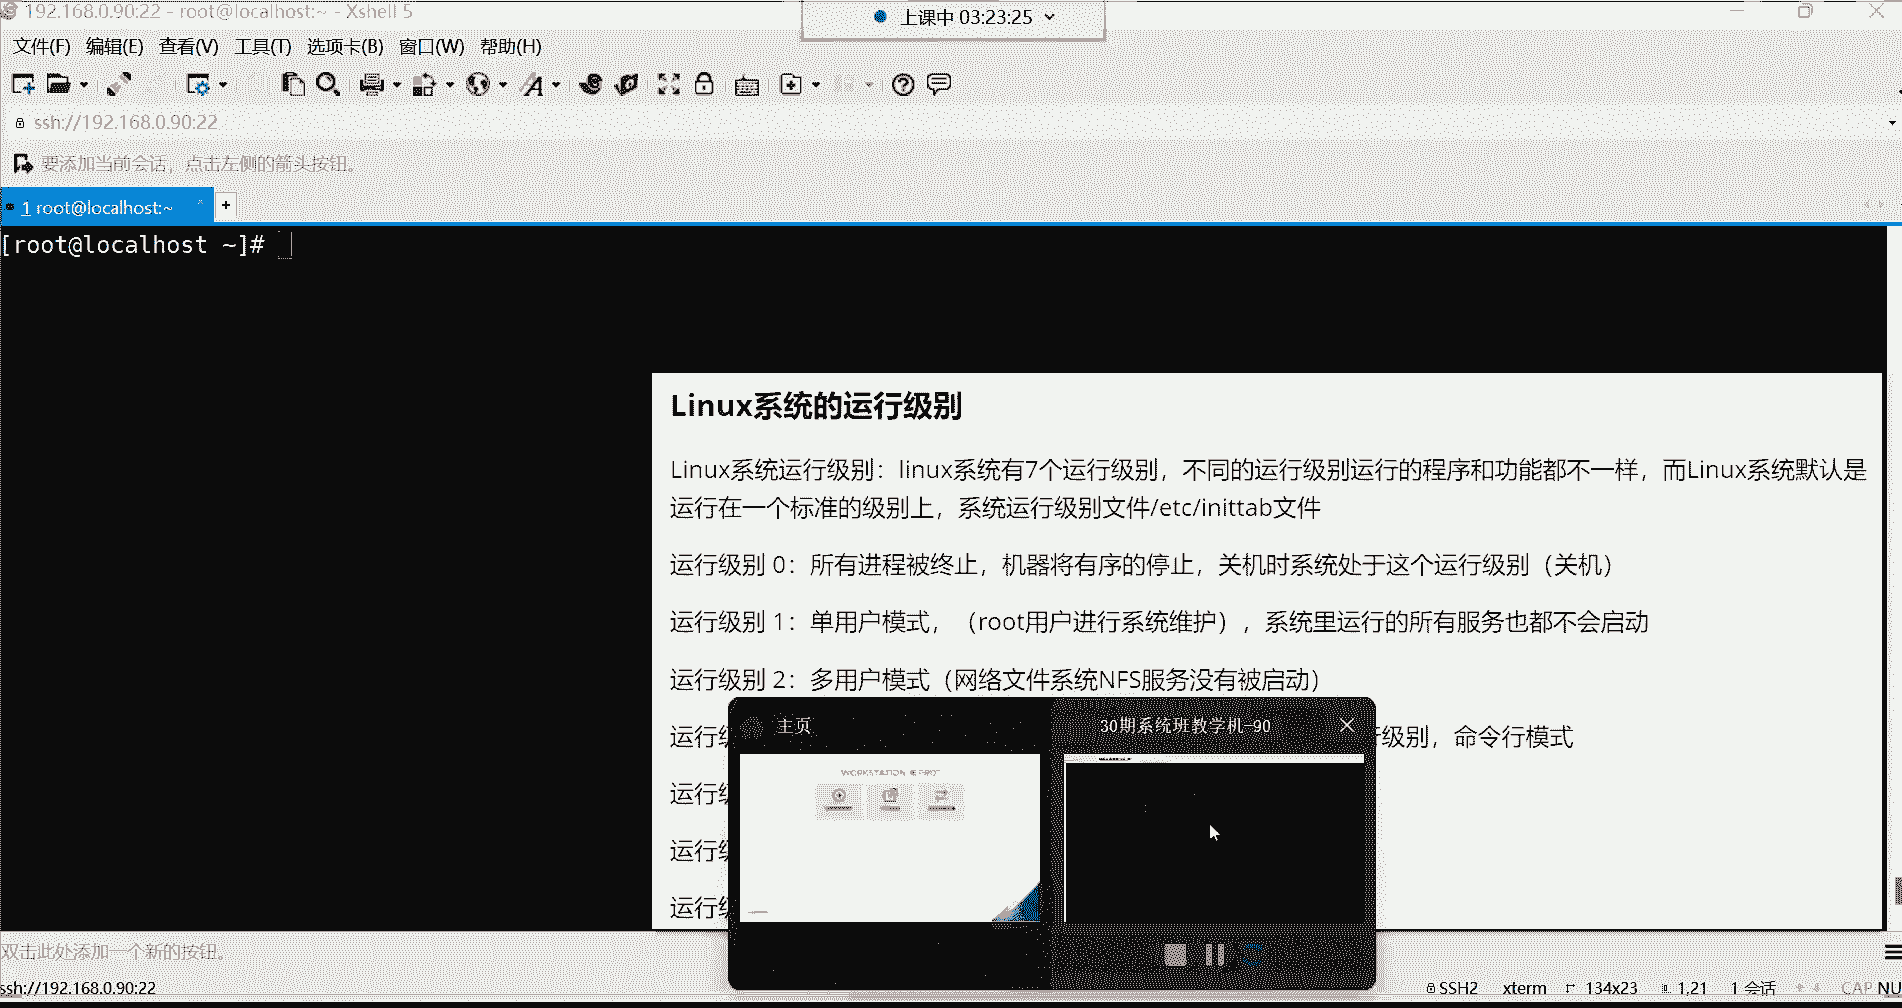 192.168.0.90:22 - root@localhost:~ - Xshell 5
上课中 03:23:25
文件(F) 编辑(E) 查看(V) 工具(T) 选项卡(B) 窗口(W) 帮助(H)
ssh://192.168.0.90:22
要添加当前会话，点击左侧的箭头按钮。
1 root@localhost:~
+
[root@localhost ~]#
Linux系统的运行级别
Linux系统运行级别：linux系统有7个运行级别，不同的运行级别运行的程序和功能都不一样，而Linux系统默认是
运行在一个标准的级别上，系统运行级别文件/etc/inittab文件
运行级别 0：所有进程被终止，机器将有序的停止，关机时系统处于这个运行级别（关机）
运行级别 1：单用户模式，（root用户进行系统维护），系统里运行的所有服务也都不会启动
运行级别 2：多用户模式（网络文件系统NFS服务没有被启动）
主页
30期系统班教学机-90
运行级
行级别，命令行模式
WORKSTATION 16 PRO
运行级
运行级
运行级
双击此处添加一个新的按钮。
ssh://192.168.0.90:22
SSH2 xterm 134x23 1,21 1 会话 CAP NU